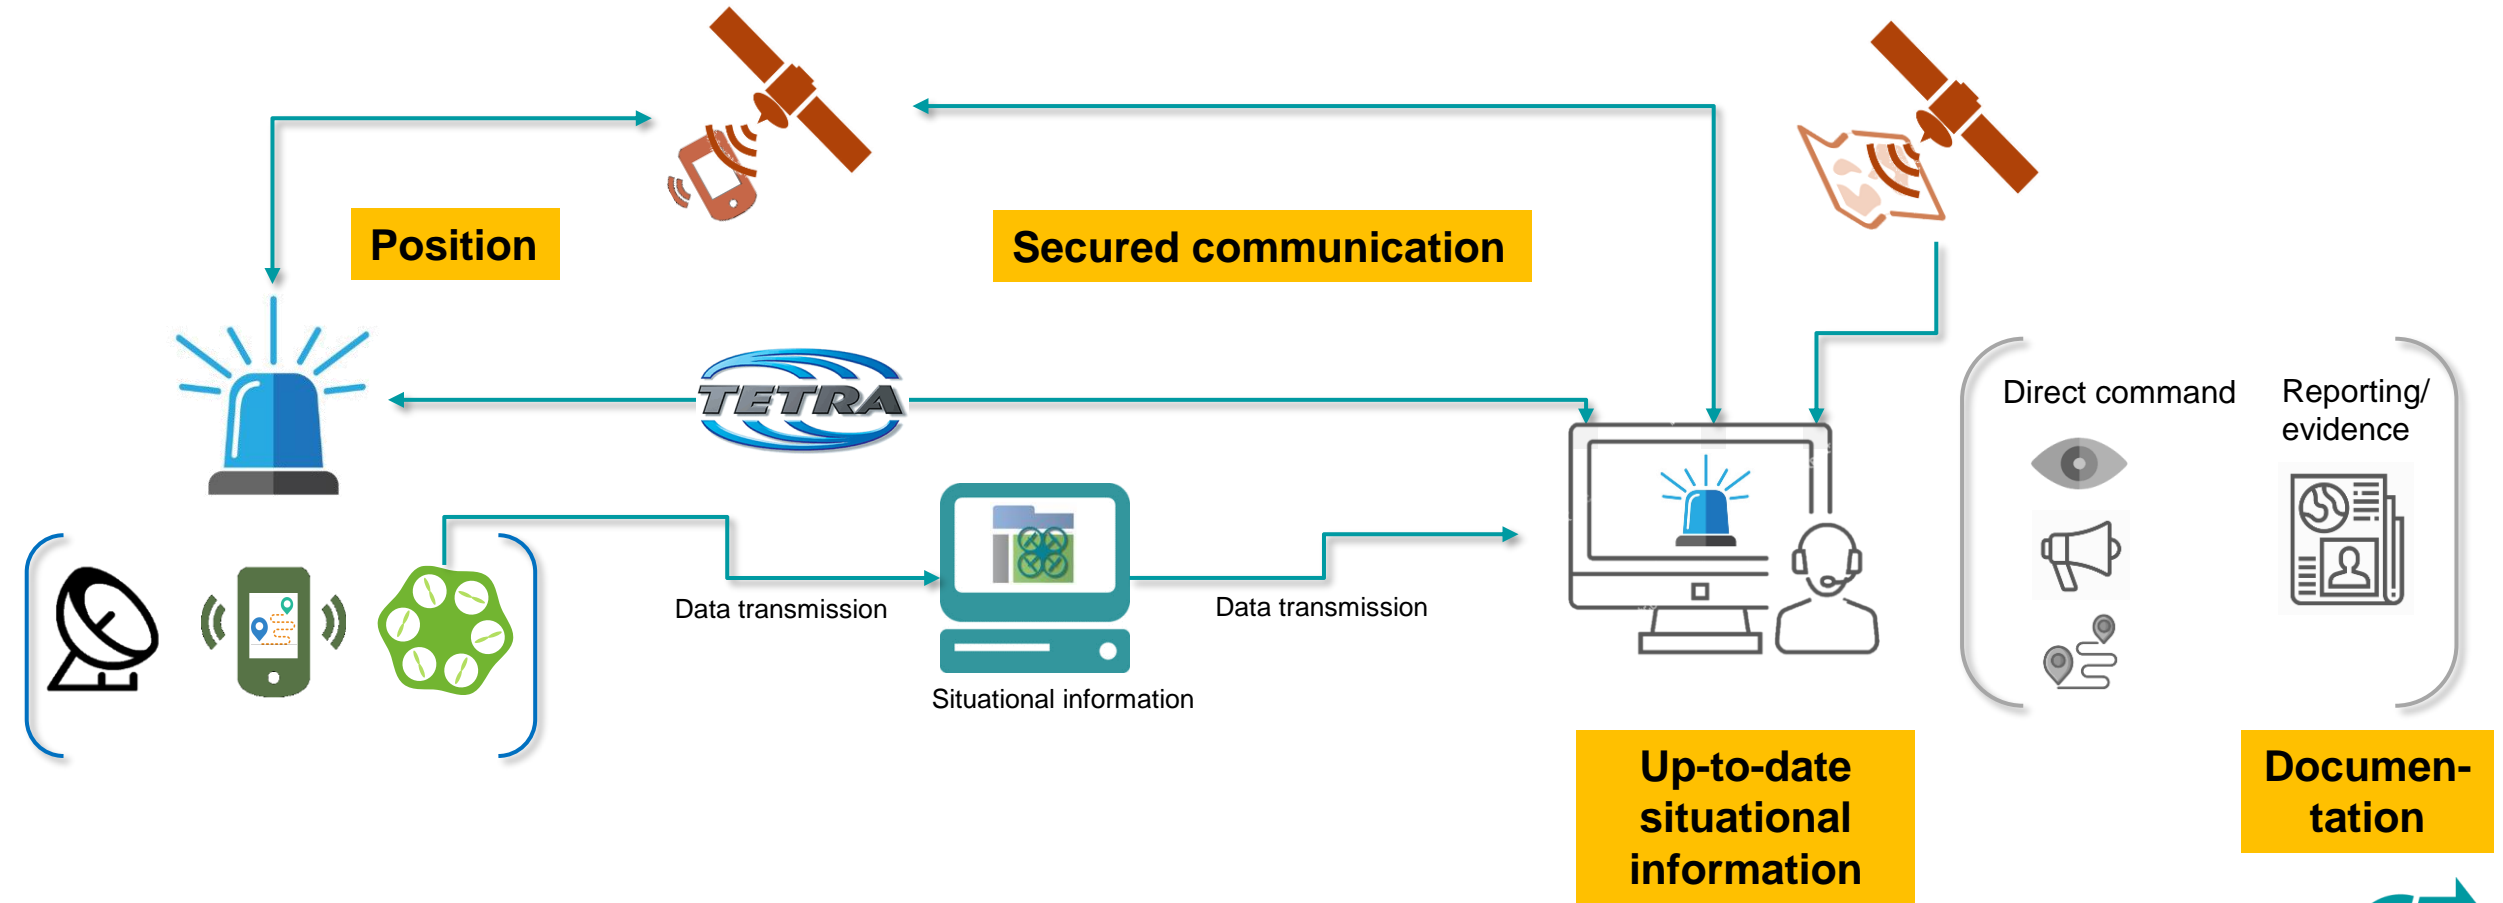 Position
Secured communication
TETRA
Direct command
Reporting/
evidence
Data transmission
Data transmission
Situational information
Up-to-date
situational
information
Documen-
tation